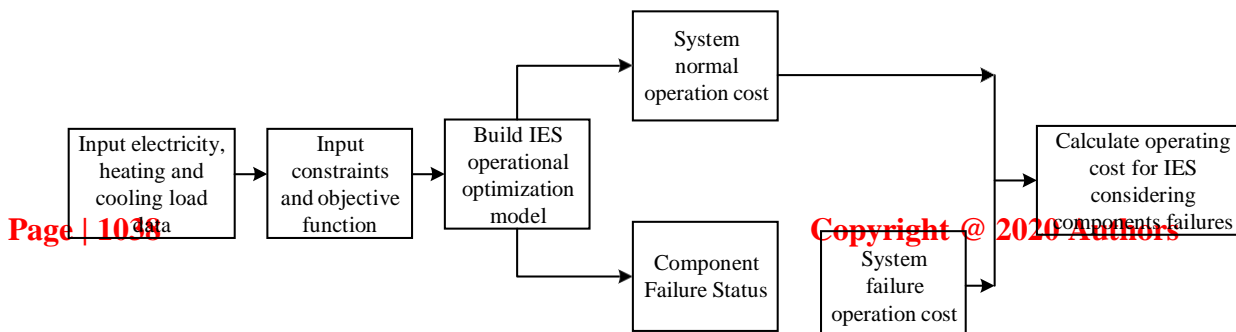 Input electricity,
heating and
cooling load
data
Input
constraints
and objective
function
Build IES
operational
optimization
model
System
normal
operation cost
Component
Failure Status
System
failure
operation cost
Calculate operating
cost for IES
considering
components failures
Page | 1038
Copyright @ 2020 Authors